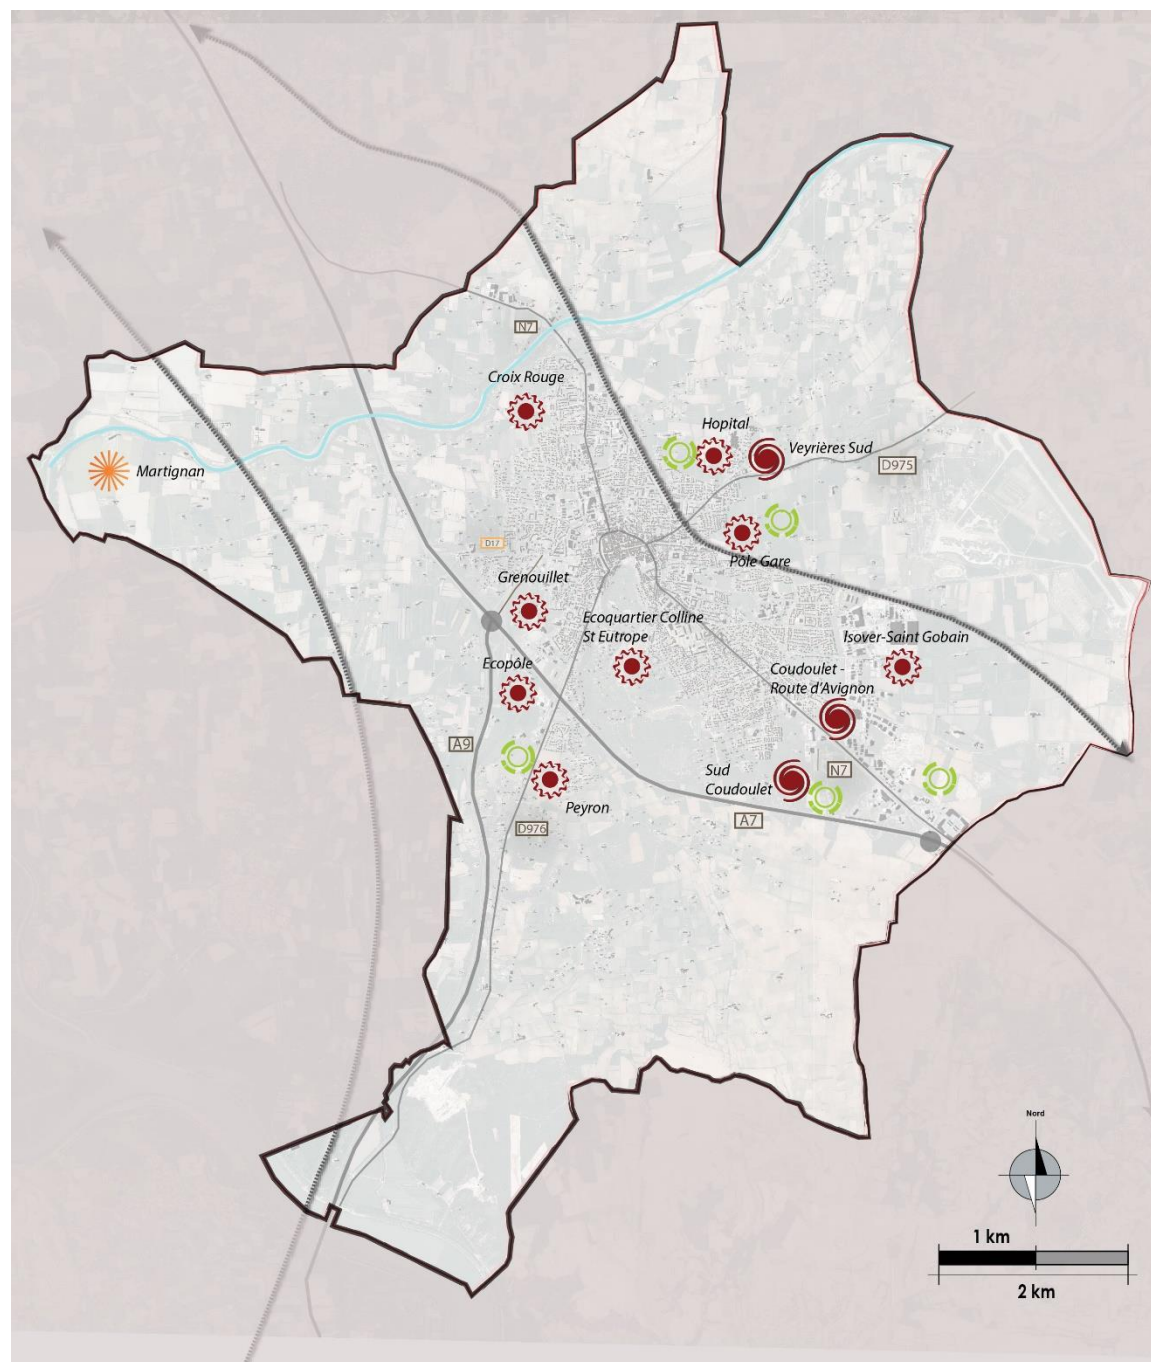 N7
Croix Rouge
Hopital
Veyrières Sud
D975
Martignan
D17
Pôle Gare
Grenouillet
Ecoquartier Colline
St Eutrope
Isover-Saint Gobain
Ecopôle
Coudoulet -
Route d'Avignon
A9
Sud
Coudoulet
N7
Peyron
D976
A7
Nord
1 km
2 km